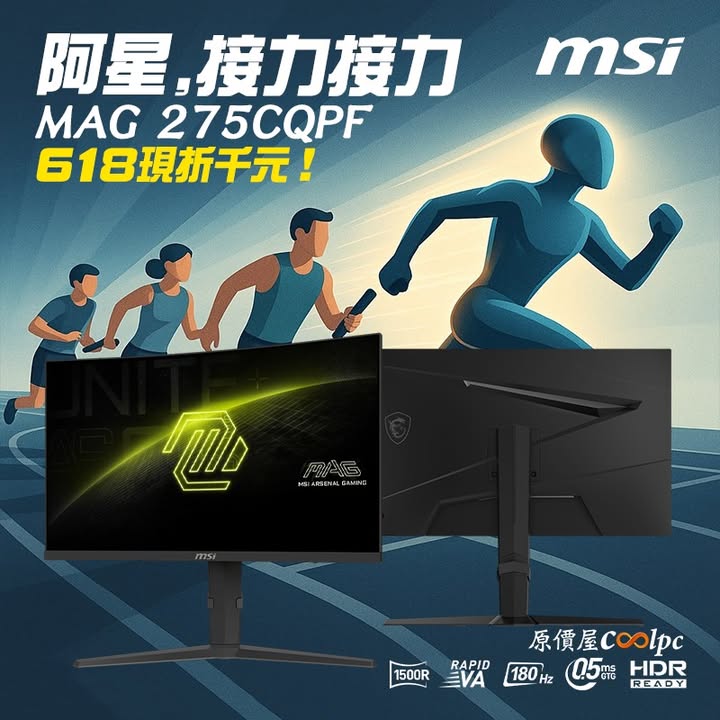 阿星,接力接力
msi
MAG 275CQPF
618現折千元！
UNITE
MAG
MSI ARSENAL GAMING
msi
原價屋Coolpc
1500R
RAPID VA
180Hz
0.5ms GTG
HDR READY